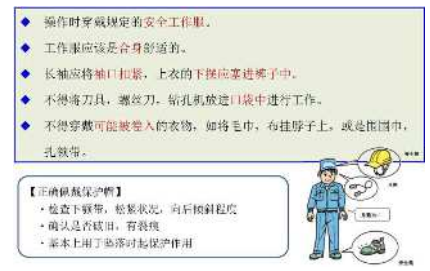 ◆ 操作时穿戴规定的安全工作服。
◆ 工作服应该是合身舒适的。
◆ 长袖应将袖口扣紧，上衣的下摆应塞进裤子中。
◆ 不得将刀具，螺丝刀，钻孔机放进口袋中进行工作。
◆ 不得穿戴可能被卷入的衣物，如将毛巾，布挂脖子上，或是围围巾，
扎领带。
【正确佩戴保护帽】
・检查下颚带，松紧状况，向后倾斜程度
・确认是否破旧，有裂痕
・基本上用于坠落时起保护作用